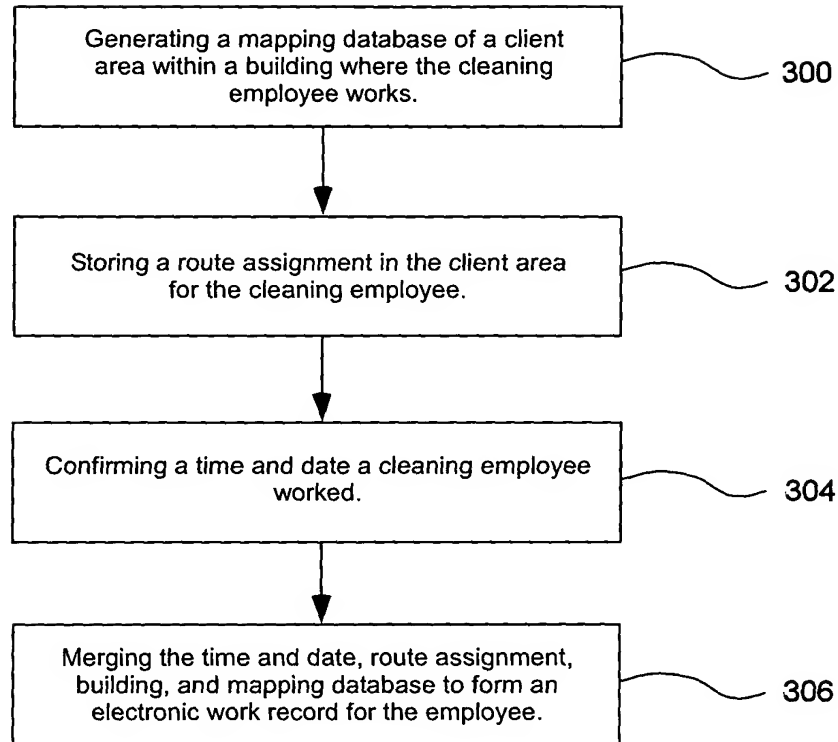 Generating a mapping database of a client
area within a building where the cleaning
employee works.
300
Storing a route assignment in the client area
for the cleaning employee.
302
Confirming a time and date a cleaning employee
worked.
304
Merging the time and date, route assignment,
building, and mapping database to form an
electronic work record for the employee.
306